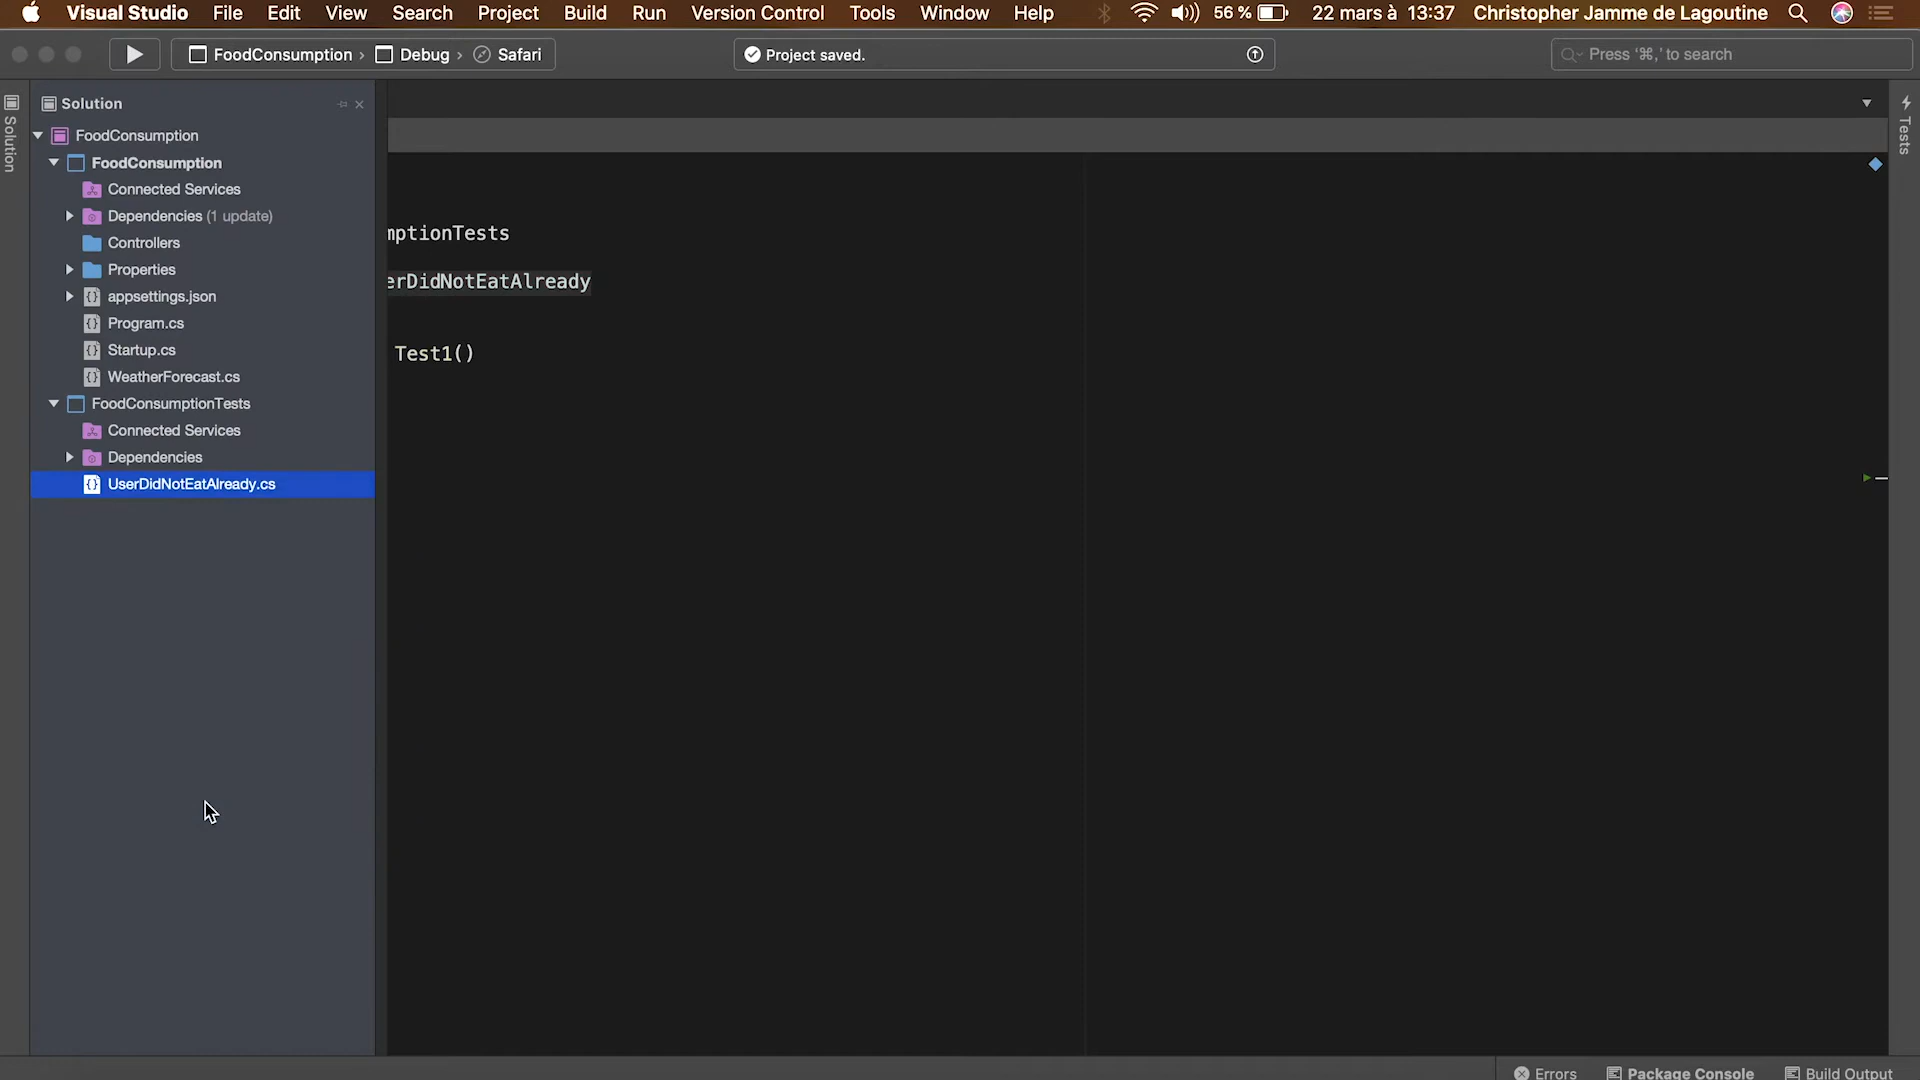 Visual Studio File Edit View Search Project Build Run Version Control Tools Window Help 56 % 22 mars à 13:37 Christopher Jamme de Lagoutine
FoodConsumption › Debug › Safari
Project saved.
Press ‘⌘,’ to search
Solution
Solution
FoodConsumption
FoodConsumption
Connected Services
Dependencies (1 update)
Controllers
Properties
appsettings.json
Program.cs
Startup.cs
WeatherForecast.cs
FoodConsumptionTests
Connected Services
Dependencies
UserDidNotEatAlready.cs
mptionTests
erDidNotEatAlready
Test1()
Tests
Errors
Package Console
Build Output